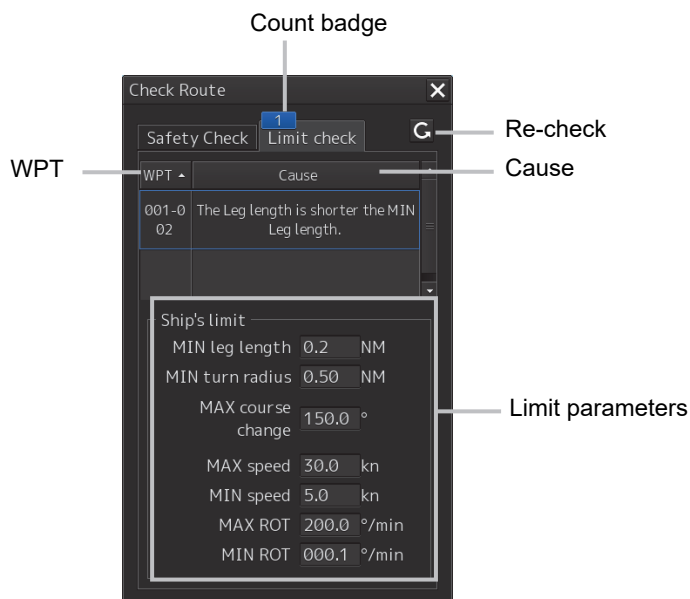 Count badge
Check Route
1
Safety Check Limit check
Re-check
WPT
WPT Cause
Cause
001-0
02
The Leg length is shorter the MIN
Leg length.
Ship's limit
MIN leg length 0.2 NM
MIN turn radius 0.50 NM
MAX course
change
150.0 °
Limit parameters
MAX speed 30.0 kn
MIN speed 5.0 kn
MAX ROT 200.0 °/min
MIN ROT 000.1 °/min